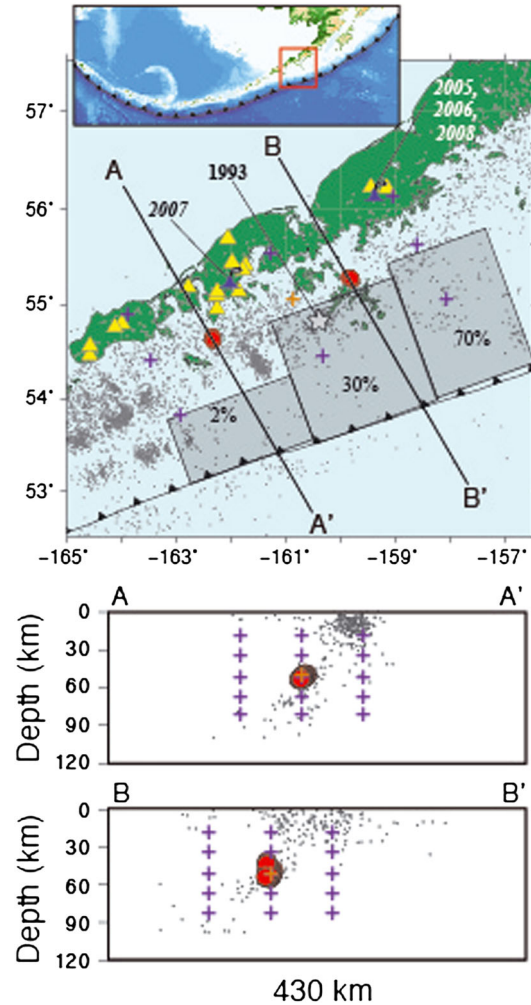 2005,
2006,
2008,
57°
B
A
1993
2007
56°
55°
70%
30%
2%
54°
53°
B'
A'
-165° -163° -161° -159° -157°
A A'
Depth (km)
0
30
60
90
120
B B'
Depth (km)
0
30
60
90
120
430 km